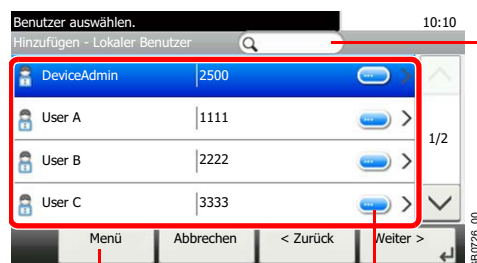 Benutzer auswählen. 10:10
Hinzufügen - Lokaler Benutzer
DeviceAdmin 2500
User A 1111
1/2
User B 2222
User C 3333
Menü Abbrechen < Zurück Weiter >